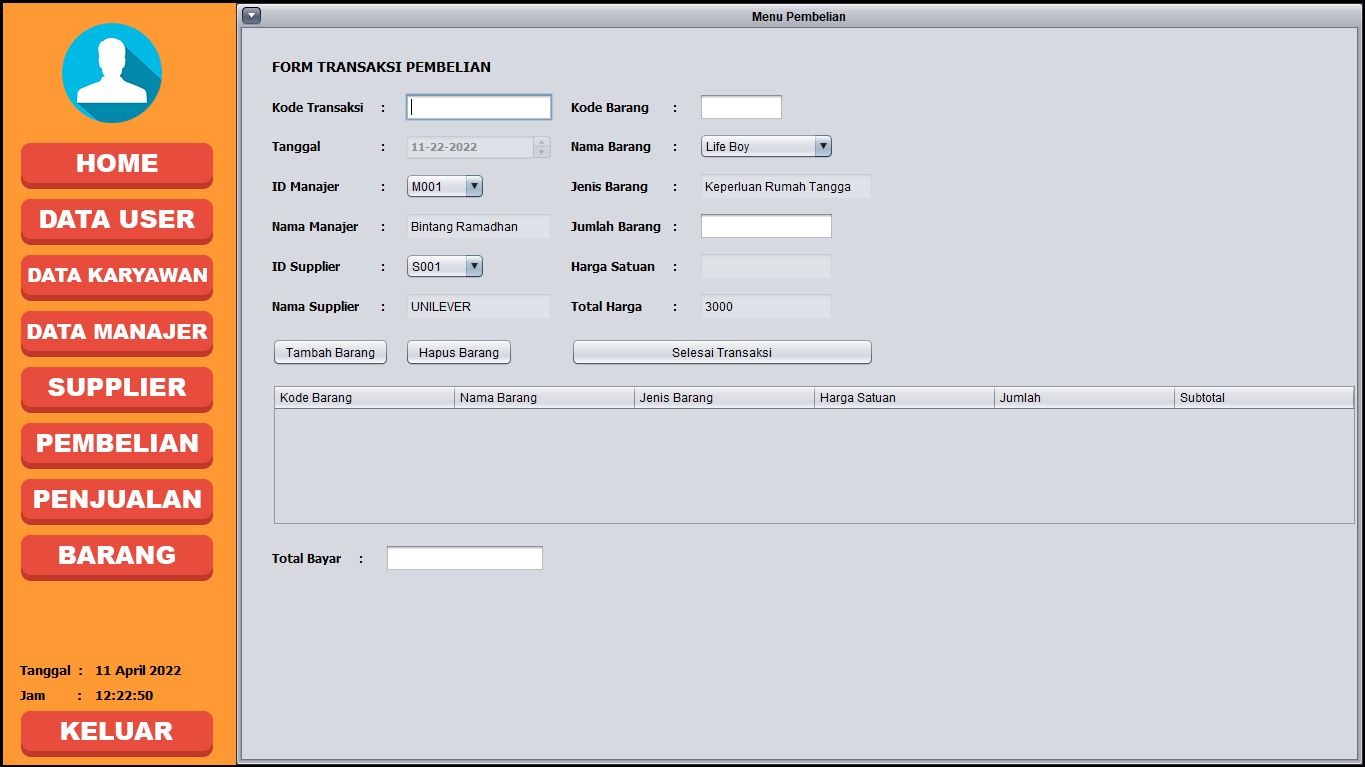 Menu Pembelian
HOME
DATA USER
DATA KARYAWAN
DATA MANAJER
SUPPLIER
PEMBELIAN
PENJUALAN
BARANG
Tanggal : 11 April 2022
Jam : 12:22:50
KELUAR
FORM TRANSAKSI PEMBELIAN
Kode Transaksi : Kode Barang :
Tanggal : 11-22-2022 Nama Barang : Life Boy
ID Manajer : M001 Jenis Barang : Keperluan Rumah Tangga
Nama Manajer : Bintang Ramadhan Jumlah Barang :
ID Supplier : S001 Harga Satuan :
Nama Supplier : UNILEVER Total Harga : 3000
Tambah Barang Hapus Barang Selesai Transaksi
Kode Barang Nama Barang Jenis Barang Harga Satuan Jumlah Subtotal
Total Bayar :